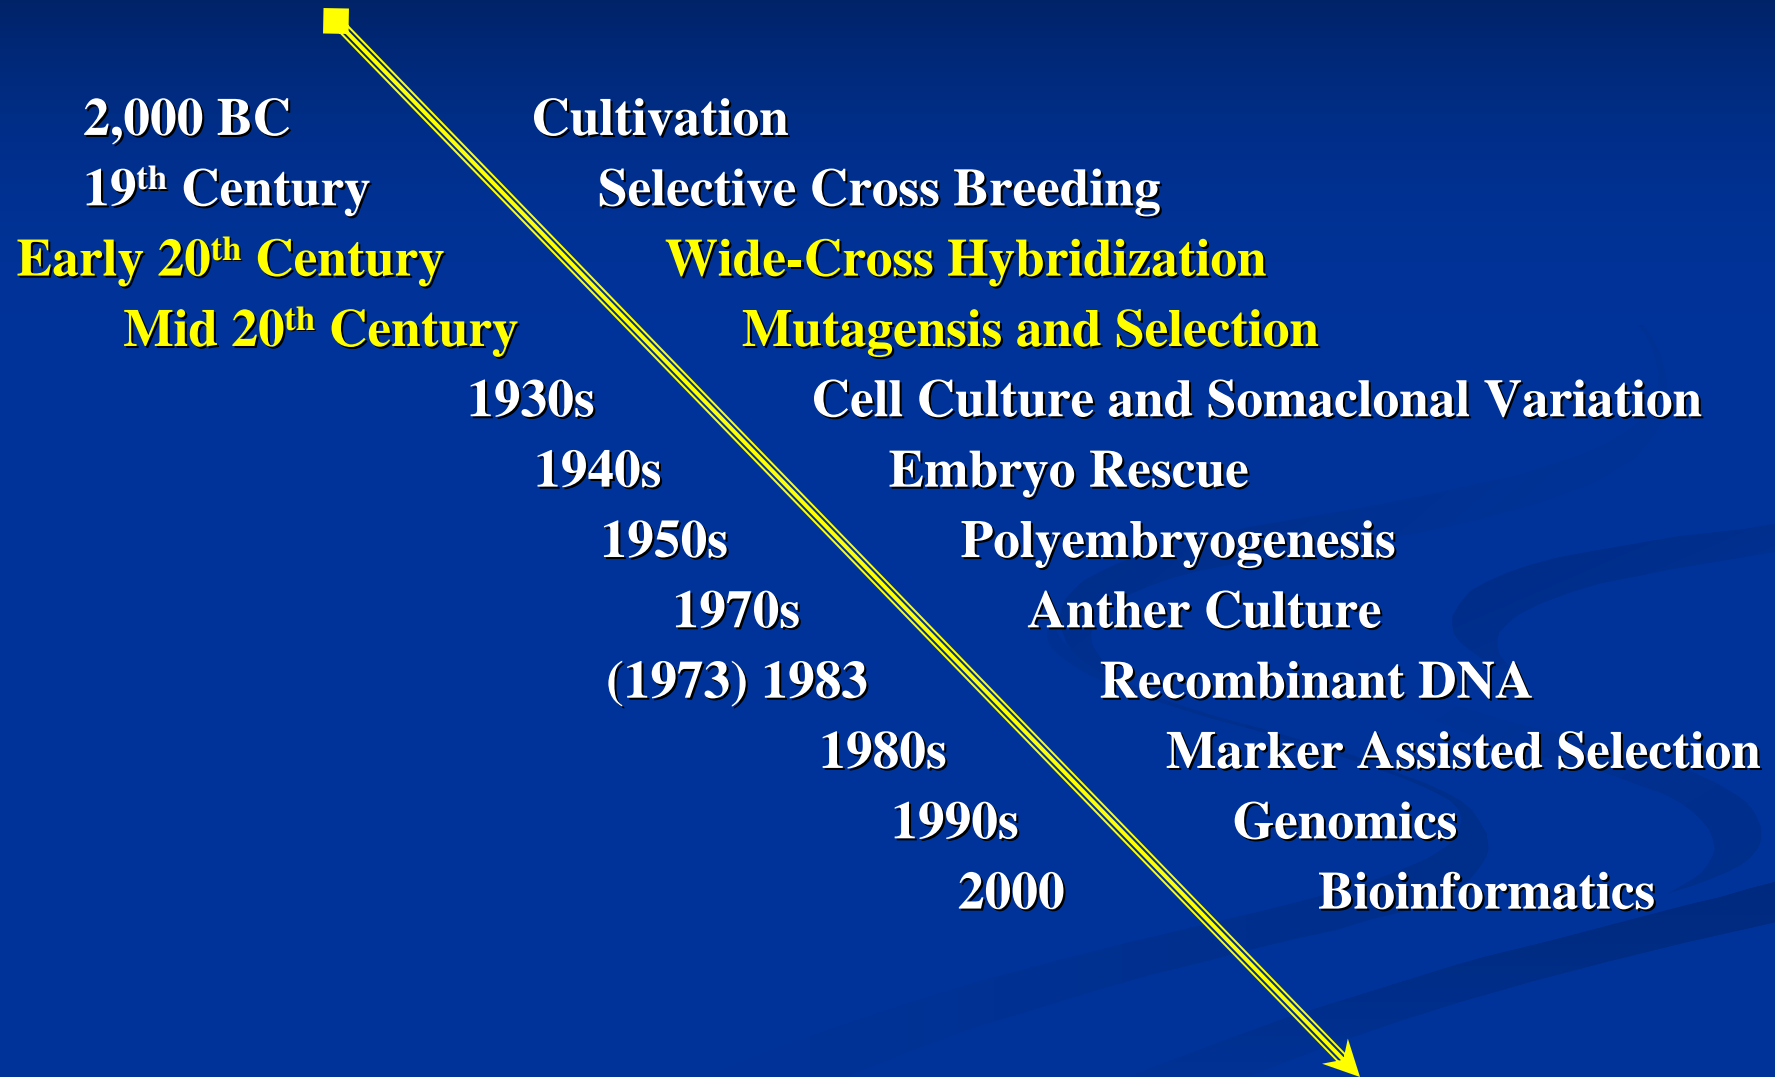 2,000 BC Cultivation
19th Century Selective Cross Breeding
Early 20th Century Wide-Cross Hybridization
Mid 20th Century Mutagensis and Selection
1930s Cell Culture and Somaclonal Variation
1940s Embryo Rescue
1950s Polyembryogenesis
1970s Anther Culture
(1973) 1983 Recombinant DNA
1980s Marker Assisted Selection
1990s Genomics
2000 Bioinformatics